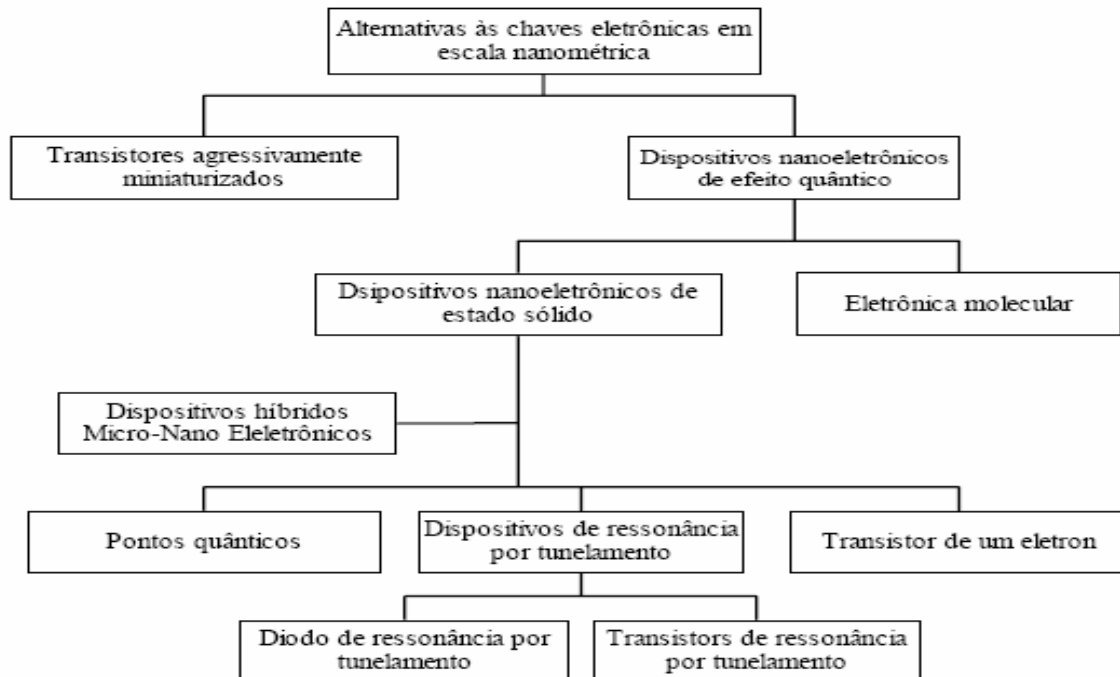 Alternativas às chaves eletrônicas em
escala nanométrica
Transistores agressivamente
miniaturizados
Dispositivos nanoeletrônicos
de efeito quântico
Dsipositivos nanoeletrônicos de
estado sólido
Eletrônica molecular
Dispositivos híbridos
Micro-Nano Eleletrônicos
Pontos quânticos
Dispositivos de ressonância
por tunelamento
Transistor de um eletron
Diodo de ressonância por
tunelamento
Transistors de ressonância
por tunelamento